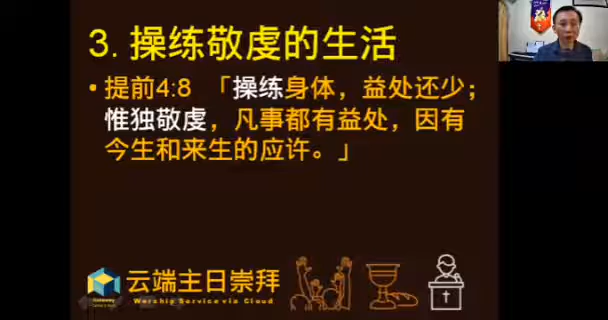 3. 操练敬虔的生活
• 提前4:8 「操练身体，益处还少；
惟独敬虔，凡事都有益处，因有
今生和来生的应许。」
云端主日崇拜
Worship Service via Cloud